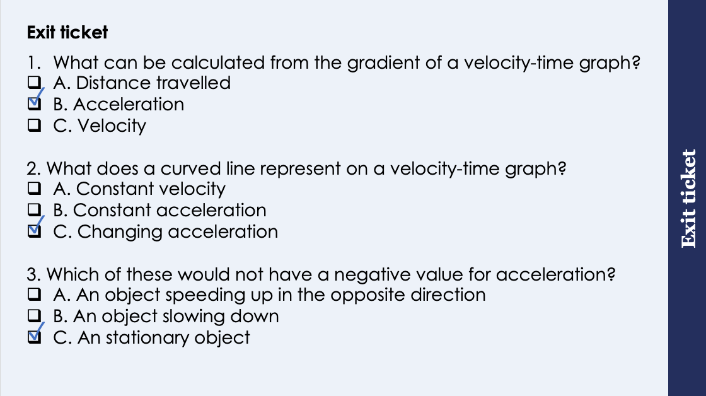 Exit ticket
1. What can be calculated from the gradient of a velocity-time graph?
A. Distance travelled
B. Acceleration
C. Velocity
2. What does a curved line represent on a velocity-time graph?
A. Constant velocity
B. Constant acceleration
C. Changing acceleration
3. Which of these would not have a negative value for acceleration?
A. An object speeding up in the opposite direction
B. An object slowing down
C. An stationary object
Exit ticket